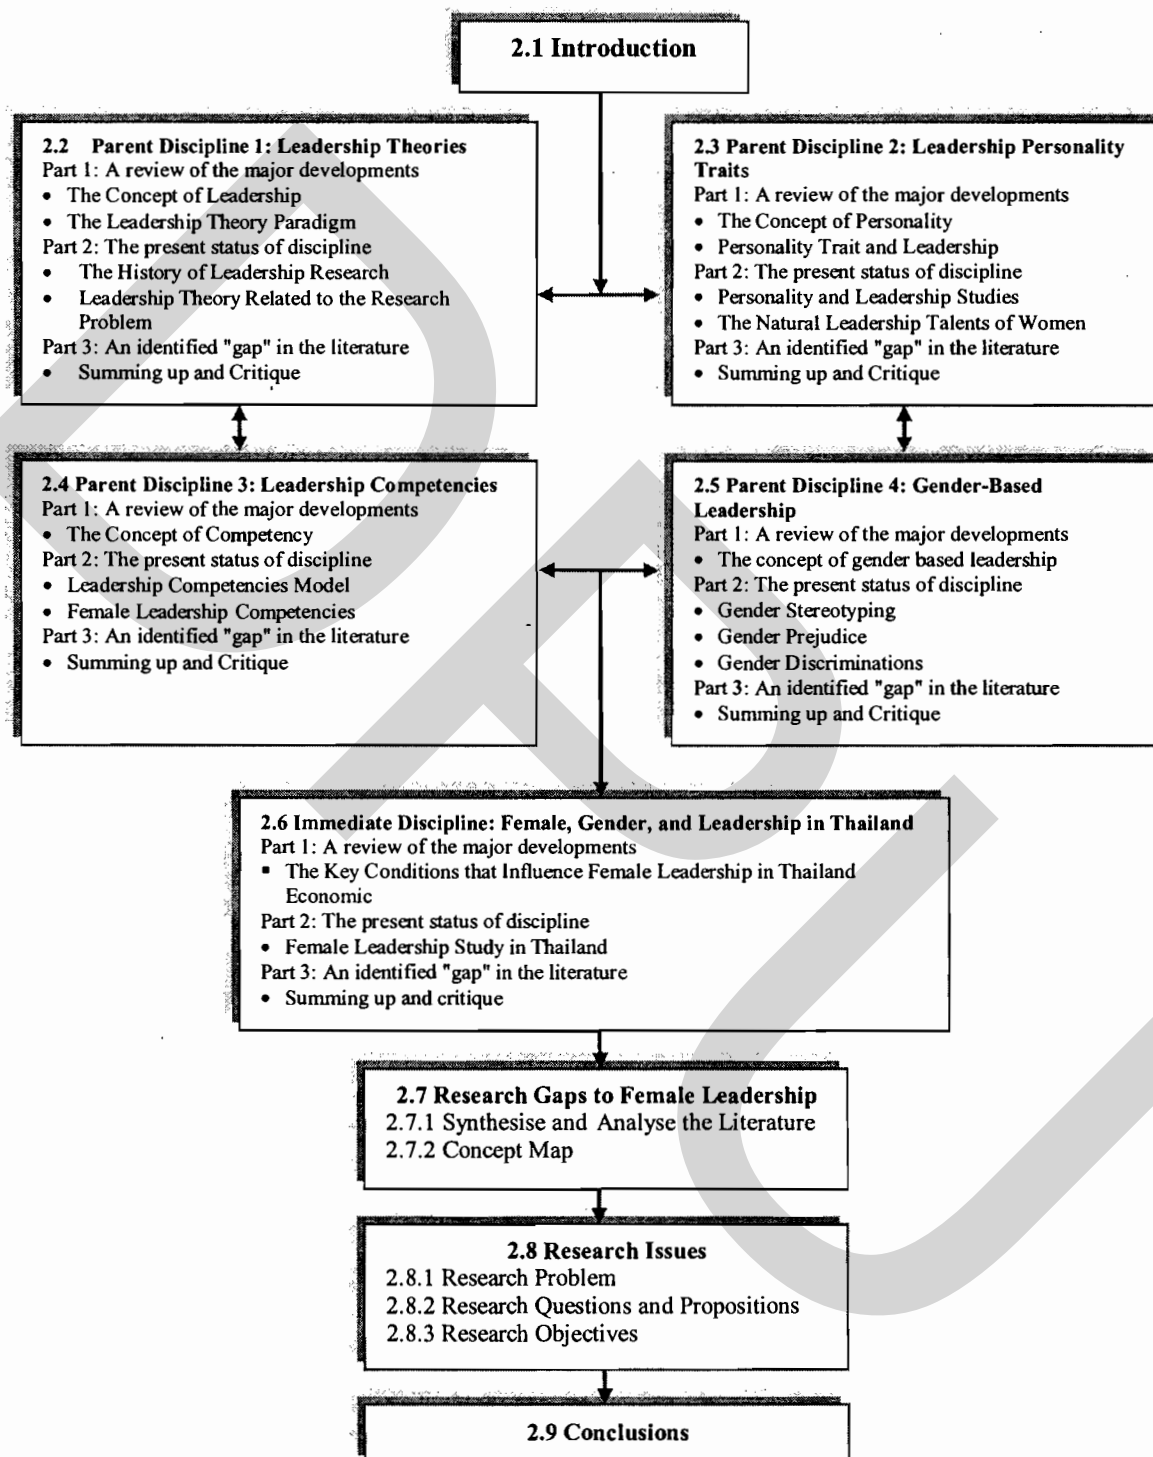 2.1 Introduction
2.2 Parent Discipline 1: Leadership Theories
Part 1: A review of the major developments
• The Concept of Leadership
• The Leadership Theory Paradigm
Part 2: The present status of discipline
• The History of Leadership Research
• Leadership Theory Related to the Research
Problem
Part 3: An identified "gap" in the literature
• Summing up and Critique
2.3 Parent Discipline 2: Leadership Personality
Traits
Part 1: A review of the major developments
• The Concept of Personality
• Personality Trait and Leadership
Part 2: The present status of discipline
• Personality and Leadership Studies
• The Natural Leadership Talents of Women
Part 3: An identified "gap" in the literature
• Summing up and Critique
2.4 Parent Discipline 3: Leadership Competencies
Part 1: A review of the major developments
• The Concept of Competency
Part 2: The present status of discipline
• Leadership Competencies Model
• Female Leadership Competencies
Part 3: An identified "gap" in the literature
• Summing up and Critique
2.5 Parent Discipline 4: Gender-Based
Leadership
Part 1: A review of the major developments
• The concept of gender based leadership
Part 2: The present status of discipline
• Gender Stereotyping
• Gender Prejudice
• Gender Discriminations
Part 3: An identified "gap" in the literature
• Summing up and Critique
2.6 Immediate Discipline: Female, Gender, and Leadership in Thailand
Part 1: A review of the major developments
▪ The Key Conditions that Influence Female Leadership in Thailand
Economic
Part 2: The present status of discipline
• Female Leadership Study in Thailand
Part 3: An identified "gap" in the literature
• Summing up and critique
2.7 Research Gaps to Female Leadership
2.7.1 Synthesise and Analyse the Literature
2.7.2 Concept Map
2.8 Research Issues
2.8.1 Research Problem
2.8.2 Research Questions and Propositions
2.8.3 Research Objectives
2.9 Conclusions
DPU